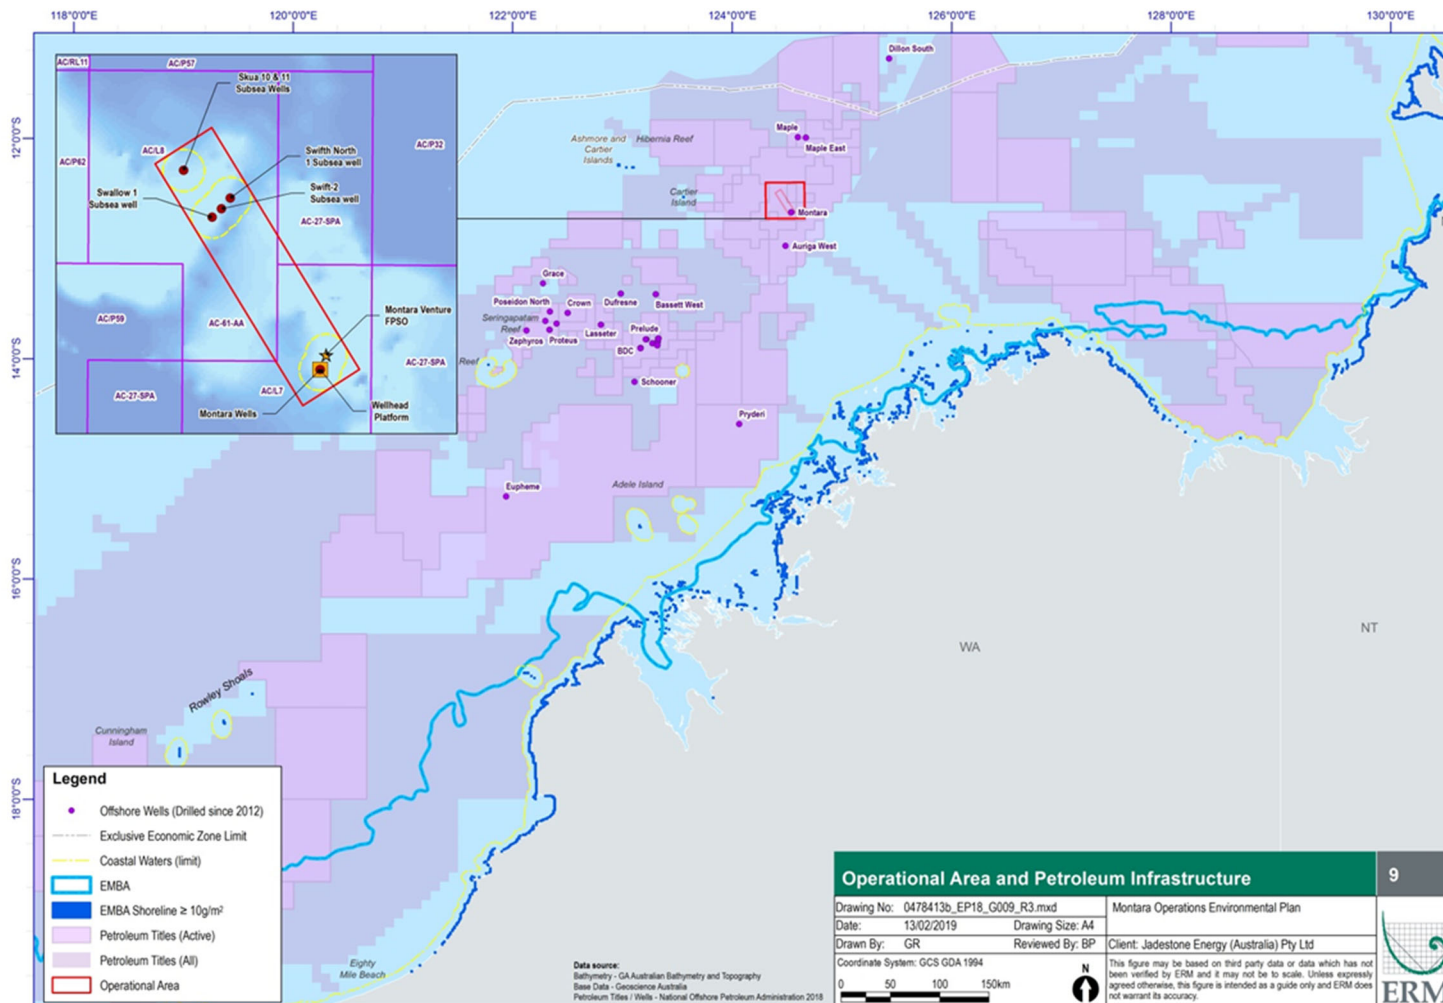 118°0'0"E
120°0'0"E
122°0'0"E
124°0'0"E
126°0'0"E
128°0'0"E
130°0'0"E
12°0'0"S
14°0'0"S
16°0'0"S
18°0'0"S
AC/RL11
AC/P57
Skua 10 & 11
Subsea Wells
AC/L8
AC/P32
AC/P62
Swifth North
1 Subsea well
Swallow 1
Subsea well
Swift-2
Subsea well
AC-27-SPA
AC/P59
AC-61-AA
Montara Venture
FPSO
AC-27-SPA
AC-27-SPA
AC/L7
Montara Wells
Wellhead
Platform
Dillon South
Ashmore and
Cartier
Islands
Hibernia Reef
Maple
Maple East
Cartier
Island
Montara
Auriga West
Grace
Poseidon North
Crown
Dufresne
Bassett West
Seringapatam
Reef
Zephyros
Proteus
Lasseter
Prelude
BDC
Reef
Schooner
Pryderi
Eupheme
Adele Island
WA
NT
Rowley Shoals
Cunningham
Island
Eighty
Mile Beach
Legend
Offshore Wells (Drilled since 2012)
Exclusive Economic Zone Limit
Coastal Waters (limit)
EMBA
EMBA Shoreline ≥ 10g/m²
Petroleum Titles (Active)
Petroleum Titles (All)
Operational Area
Data source:
Bathymetry - GA Australian Bathymetry and Topography
Base Data - Geoscience Australia
Petroleum Titles / Wells - National Offshore Petroleum Administration 2018
Operational Area and Petroleum Infrastructure
9
Drawing No: 0478413b_EP18_G009_R3.mxd
Montara Operations Environmental Plan
Date: 13/02/2019 Drawing Size: A4
Drawn By: GR Reviewed By: BP
Client: Jadestone Energy (Australia) Pty Ltd
Coordinate System: GCS GDA 1994
0 50 100 150km
N
This figure may be based on third party data or data which has not
been verified by ERM and it may not be to scale. Unless expressly
agreed otherwise, this figure is intended as a guide only and ERM does
not warrant its accuracy.
ERM